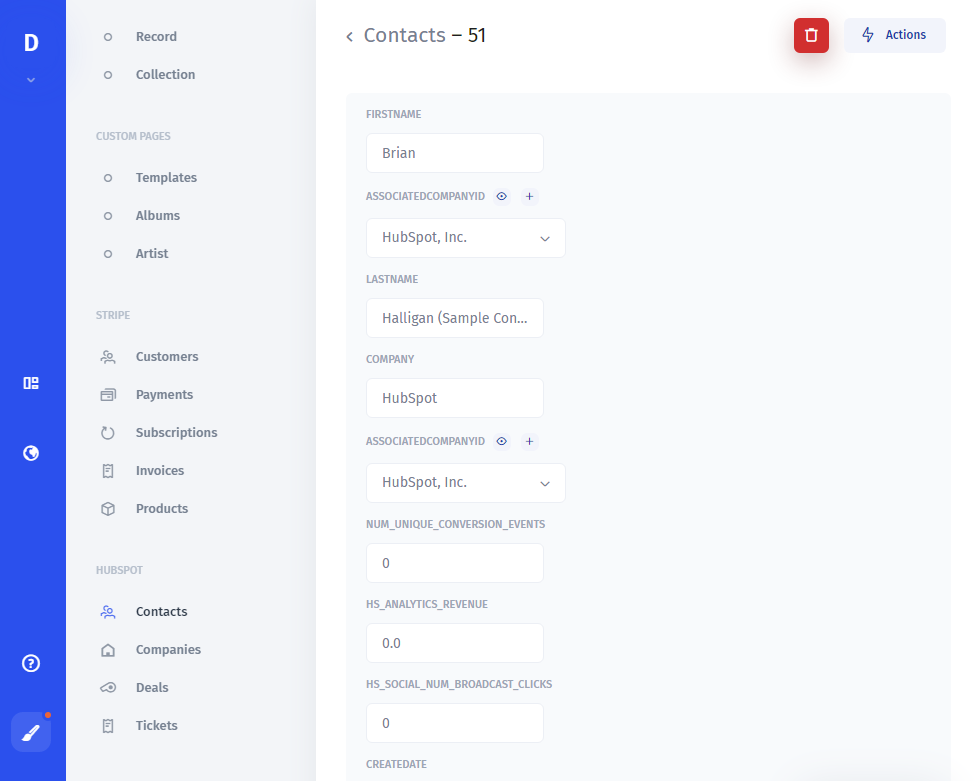 D
Record
Collection
CUSTOM PAGES
Templates
Albums
Artist
STRIPE
Customers
Payments
Subscriptions
Invoices
Products
HUBSPOT
Contacts
Companies
Deals
Tickets
Contacts – 51
Actions
FIRSTNAME
Brian
ASSOCIATEDCOMPANYID
HubSpot, Inc.
LASTNAME
Halligan (Sample Con...
COMPANY
HubSpot
ASSOCIATEDCOMPANYID
HubSpot, Inc.
NUM_UNIQUE_CONVERSION_EVENTS
0
HS_ANALYTICS_REVENUE
0.0
HS_SOCIAL_NUM_BROADCAST_CLICKS
0
CREATEDATE